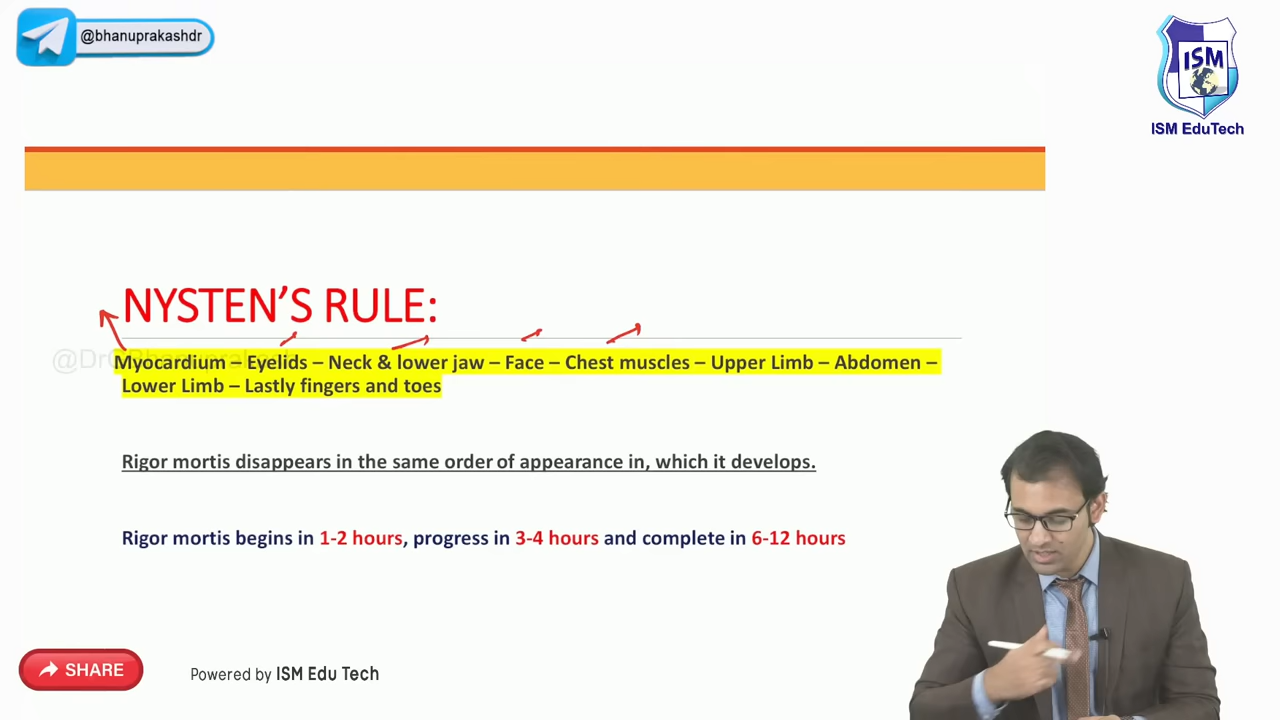 @bhanuprakashdr
ISM
ISM EduTech
NYSTEN'S RULE:
Myocardium – Eyelids – Neck & lower jaw – Face – Chest muscles – Upper Limb – Abdomen –
Lower Limb – Lastly fingers and toes
Rigor mortis disappears in the same order of appearance in, which it develops.
Rigor mortis begins in 1-2 hours, progress in 3-4 hours and complete in 6-12 hours
SHARE
Powered by ISM Edu Tech